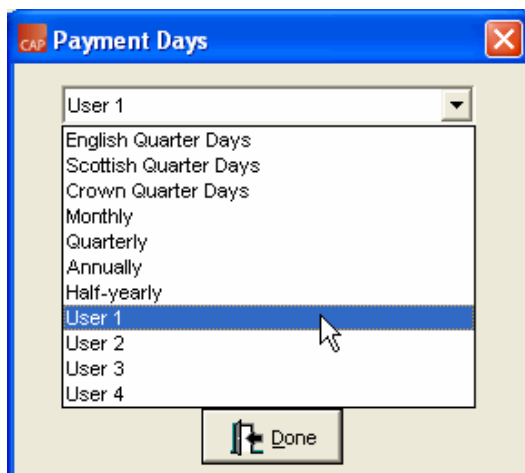 CAP Payment Days
User 1
English Quarter Days
Scottish Quarter Days
Crown Quarter Days
Monthly
Quarterly
Annually
Half-yearly
User 1
User 2
User 3
User 4
Done